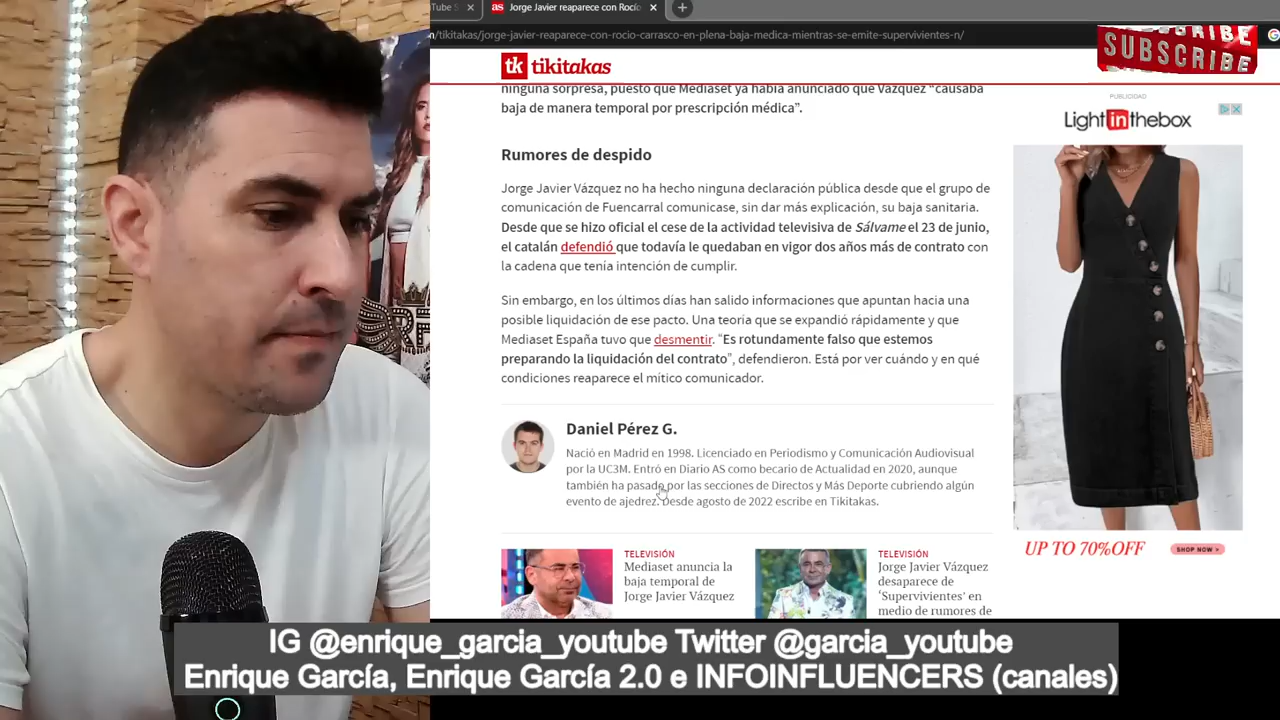 uTube S
Jorge Javier reaparece con Rocío
/tikitakas/jorge-javier-reaparece-con-rocio-carrasco-en-plena-baja-medica-mientras-se-emite-supervivientes-n/
SUBSCRIBE
tk tikitakas
ninguna sorpresa, puesto que Mediaset ya había anunciado que Vázquez “causaba
baja de manera temporal por prescripción médica”.
Rumores de despido
Jorge Javier Vázquez no ha hecho ninguna declaración pública desde que el grupo de
comunicación de Fuencarral comunicase, sin dar más explicación, su baja sanitaria.
Desde que se hizo oficial el cese de la actividad televisiva de Sálvame el 23 de junio,
el catalán defendió que todavía le quedaban en vigor dos años más de contrato con
la cadena que tenía intención de cumplir.
Sin embargo, en los últimos días han salido informaciones que apuntan hacia una
posible liquidación de ese pacto. Una teoría que se expandió rápidamente y que
Mediaset España tuvo que desmentir. “Es rotundamente falso que estemos
preparando la liquidación del contrato”, defendieron. Está por ver cuándo y en qué
condiciones reaparece el mítico comunicador.
Daniel Pérez G.
Nació en Madrid en 1998. Licenciado en Periodismo y Comunicación Audiovisual
por la UC3M. Entró en Diario AS como becario de Actualidad en 2020, aunque
también ha pasado por las secciones de Directos y Más Deporte cubriendo algún
evento de ajedrez. Desde agosto de 2022 escribe en Tikitakas.
TELEVISIÓN
Mediaset anuncia la
baja temporal de
Jorge Javier Vázquez
TELEVISIÓN
Jorge Javier Vázquez
desaparece de
‘Supervivientes’ en
medio de rumores de
PUBLICIDAD
Light in the box
UP TO 70% OFF
SHOP NOW >
IG @enrique_garcia_youtube Twitter @garcia_youtube
Enrique García, Enrique García 2.0 e INFOINFLUENCERS (canales)